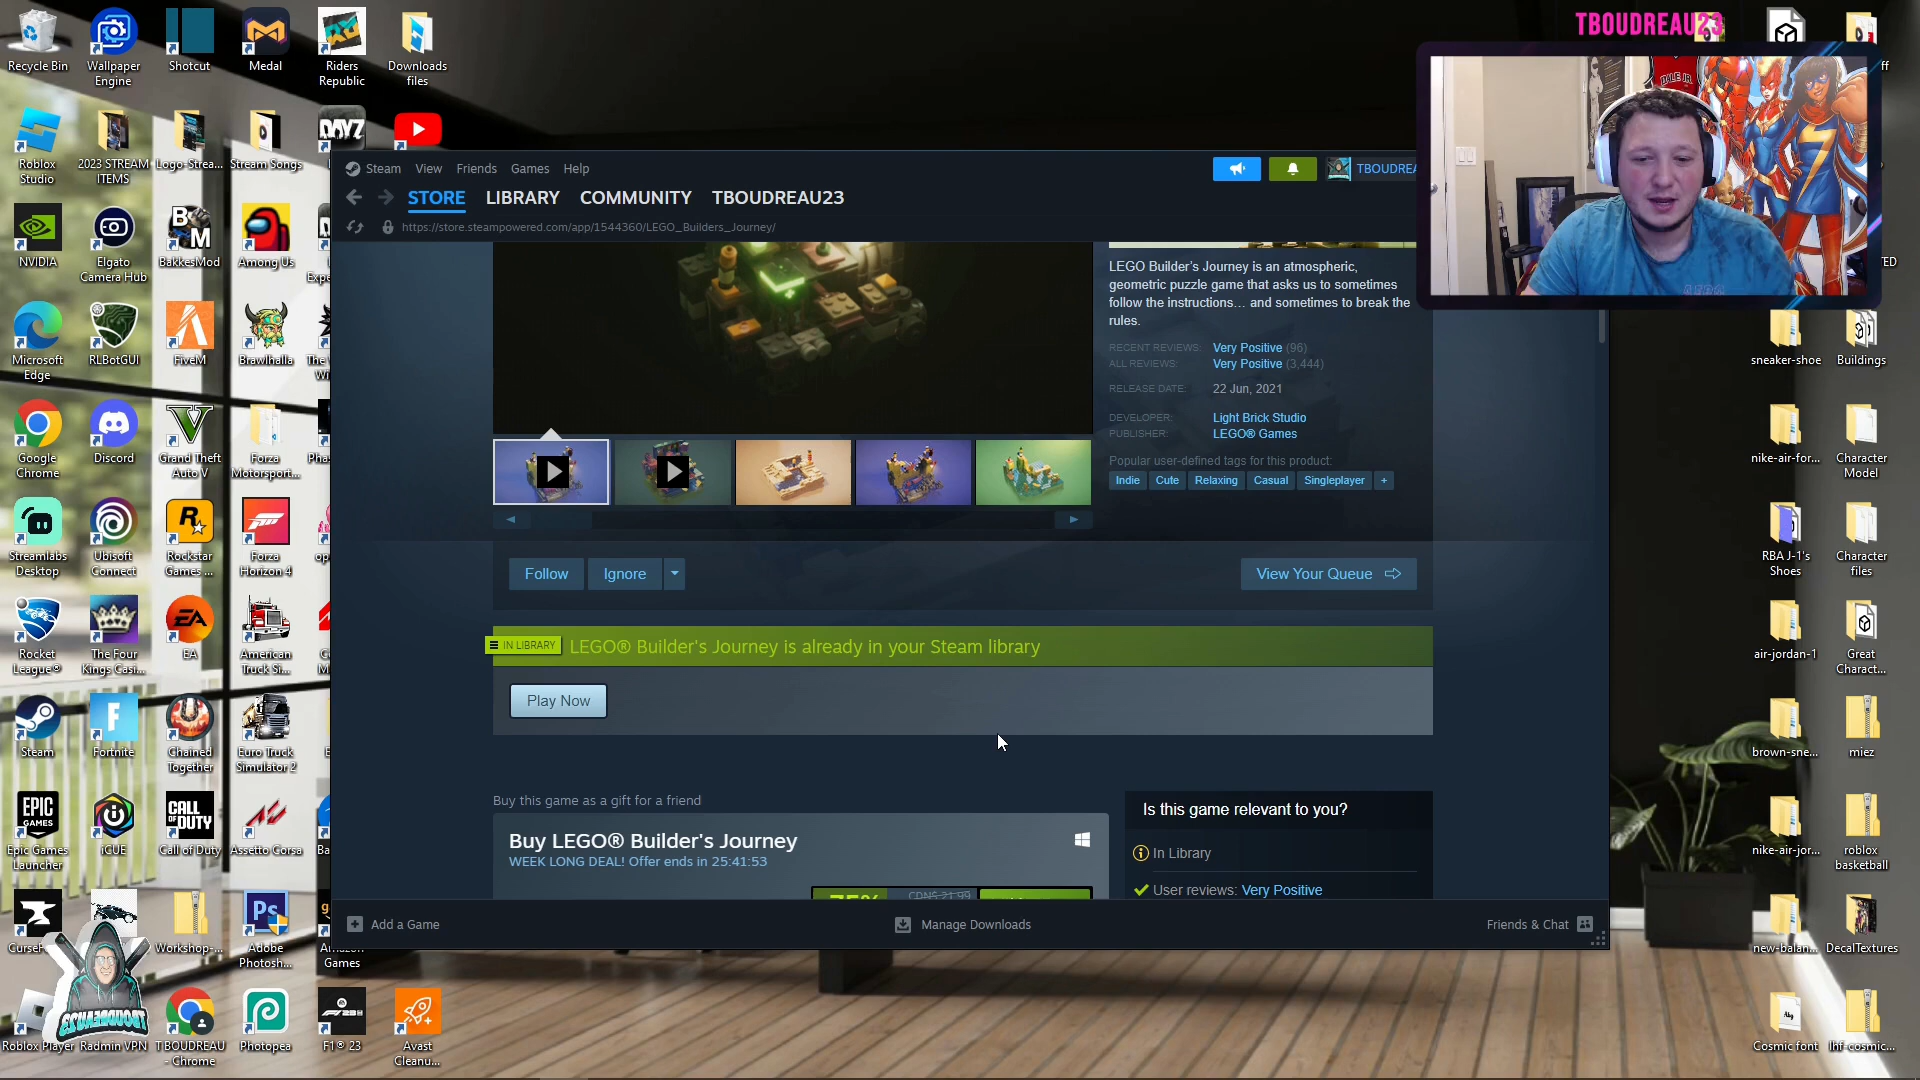 TBOUDREAU23
Recycle Bin
Wallpaper Engine
Shotcut
Medal
Riders Republic
Downloads files
Roblox Studio
2023 STREAM ITEMS
Logo-Strea...
Stream Songs
DAYZ
NVIDIA
Elgato Camera Hub
BakkesMod
Among Us
Microsoft Edge
RLBotGUI
FiveM
Brawlhalla
Google Chrome
Discord
Grand Theft Auto V
Forza Motorsport...
Streamlabs Desktop
Ubisoft Connect
Rockstar Games ...
Forza Horizon 4
Rocket League®
The Four Kings Casi...
EA
American Truck Si...
Steam
Fortnite
Chained Together
Euro Truck Simulator 2
Epic Games Launcher
iCUE
Call of Duty
Assetto Corsa
Workshop-...
Adobe Photosh...
Amazon Games
Roblox Player
Radmin VPN
TBOUDREAU - Chrome
Photopea
F1® 23
Avast Cleanu...
Steam View Friends Games Help
TBOUDREA
STORE LIBRARY COMMUNITY TBOUDREAU23
https://store.steampowered.com/app/1544360/LEGO_Builders_Journey/
LEGO Builder's Journey is an atmospheric,
geometric puzzle game that asks us to sometimes
follow the instructions... and sometimes to break the
rules.
RECENT REVIEWS: Very Positive (96)
ALL REVIEWS: Very Positive (3,444)
RELEASE DATE: 22 Jun, 2021
DEVELOPER: Light Brick Studio
PUBLISHER: LEGO® Games
Popular user-defined tags for this product:
Indie Cute Relaxing Casual Singleplayer +
Follow Ignore View Your Queue
IN LIBRARY LEGO® Builder's Journey is already in your Steam library
Play Now
Buy this game as a gift for a friend
Is this game relevant to you?
Buy LEGO® Builder's Journey
WEEK LONG DEAL! Offer ends in 25:41:53
In Library
User reviews: Very Positive
75% CDN$ 21.99
Add a Game Manage Downloads Friends & Chat
sneaker-shoe
Buildings
nike-air-for...
Character Model
RBA J-1's Shoes
Character files
air-jordan-1
Great Charact...
brown-sne...
miez
nike-air-jor...
roblox basketball
new-balan...
DecalTextures
Cosmic font
lhf-cosmic...